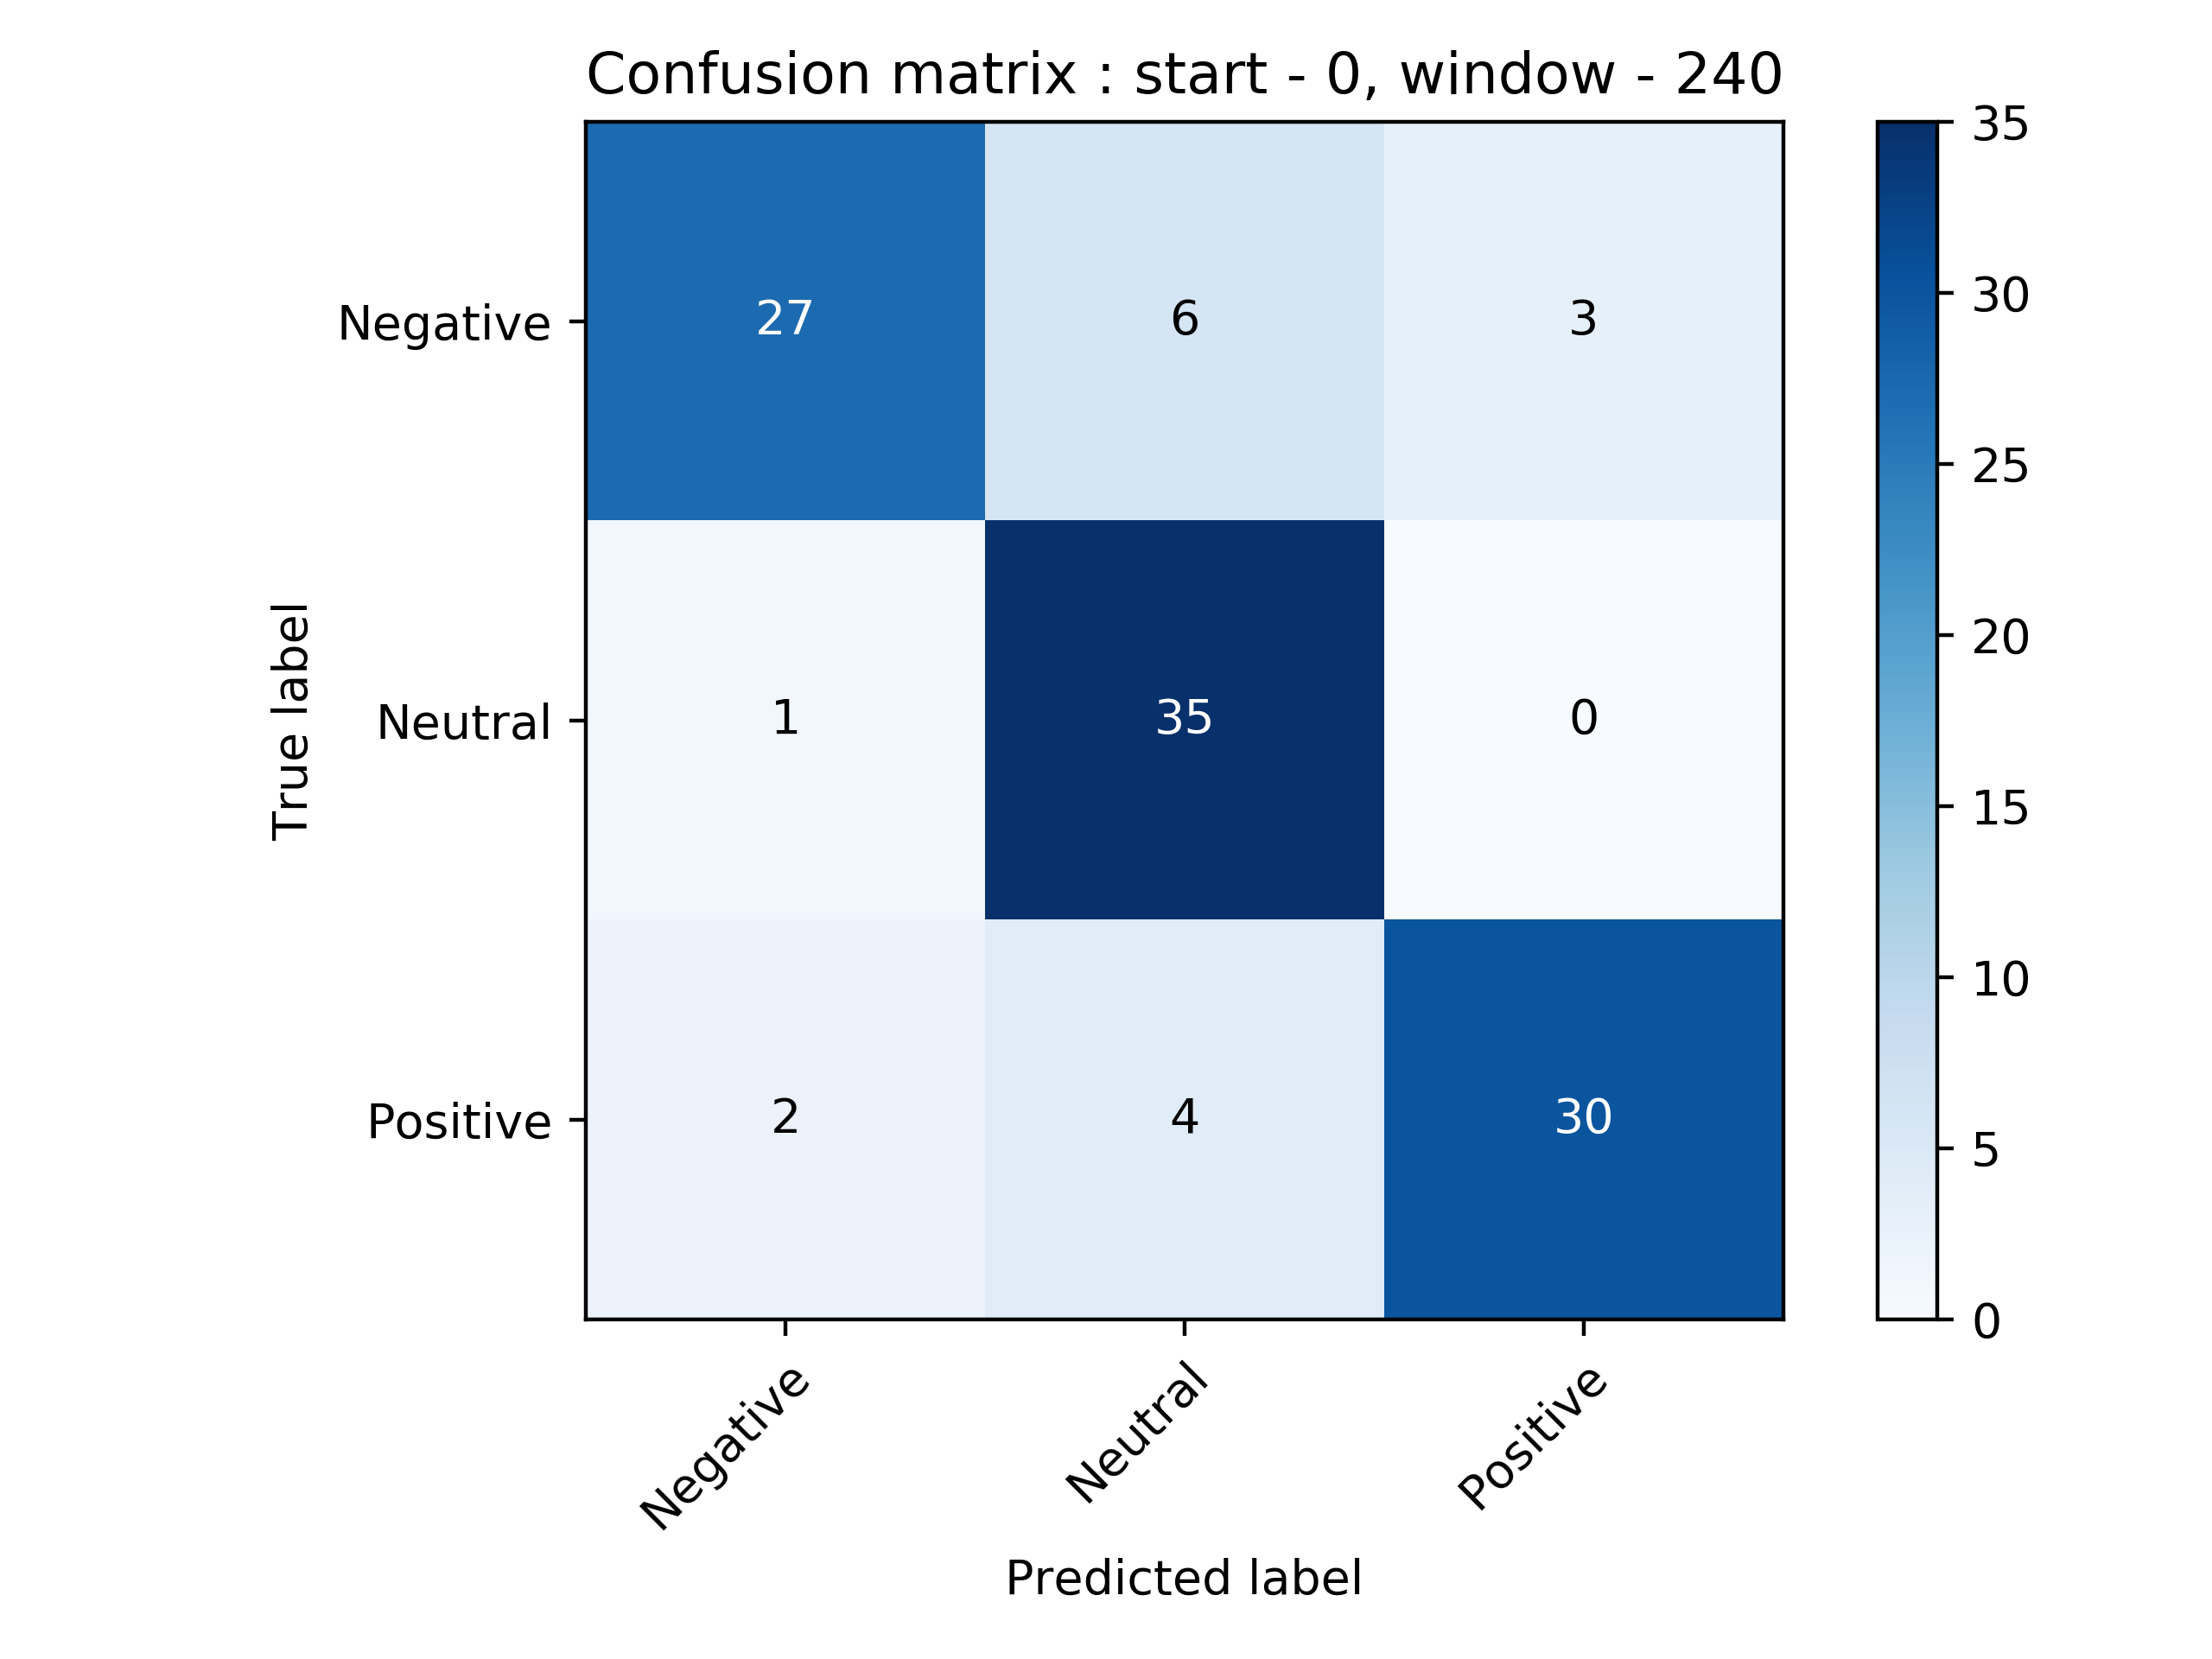 Confusion matrix : start - 0, window - 240
True label
Negative
Neutral
Positive
27 6 3
1 35 0
2 4 30
Negative
Neutral
Positive
Predicted label
35
30
25
20
15
10
5
0